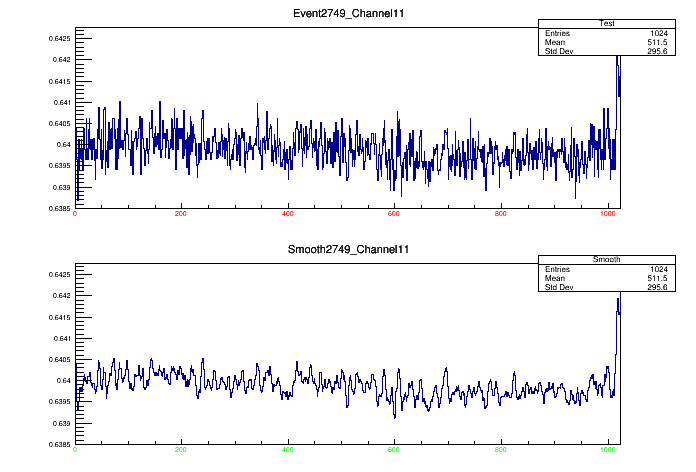 Event2749_Channel11
Test
Entries 1024
Mean 511.5
Std Dev 295.6
0.6425
0.642
0.6415
0.641
0.6405
0.64
0.6395
0.639
0.6385
0 200 400 600 800 1000
Smooth2749_Channel11
Smooth
Entries 1024
Mean 511.5
Std Dev 295.6
0.6425
0.642
0.6415
0.641
0.6405
0.64
0.6395
0.639
0.6385
0 200 400 600 800 1000